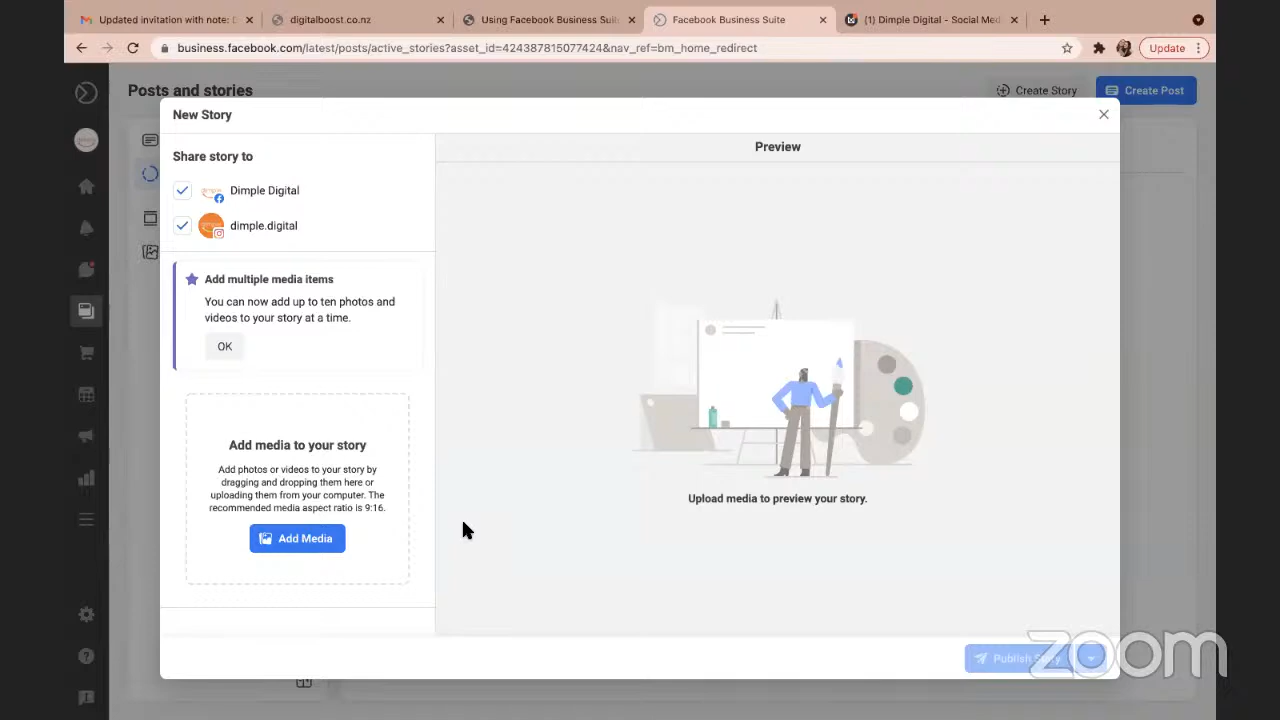 Updated invitation with note: D
digitalboost.co.nz
Using Facebook Business Suit
Facebook Business Suite
(1) Dimple Digital - Social Med
business.facebook.com/latest/posts/active_stories?asset_id=424387815077424&nav_ref=bm_home_redirect
Update
Posts and stories
Create Story
Create Post
New Story
Share story to
Preview
Dimple Digital
dimple.digital
Add multiple media items
You can now add up to ten photos and
videos to your story at a time.
OK
Add media to your story
Add photos or videos to your story by
dragging and dropping them here or
uploading them from your computer. The
recommended media aspect ratio is 9:16.
Add Media
Upload media to preview your story.
Publish Story
zoom